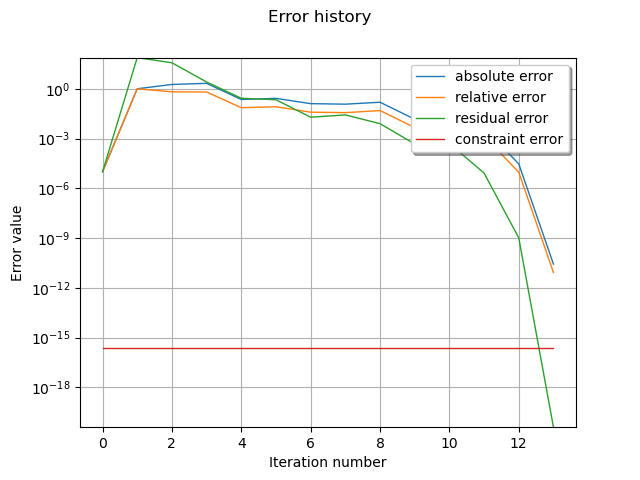 Error history
absolute error
relative error
residual error
constraint error
Error value
10^0
10^−3
10^−6
10^−9
10^−12
10^−15
10^−18
0 2 4 6 8 10 12
Iteration number